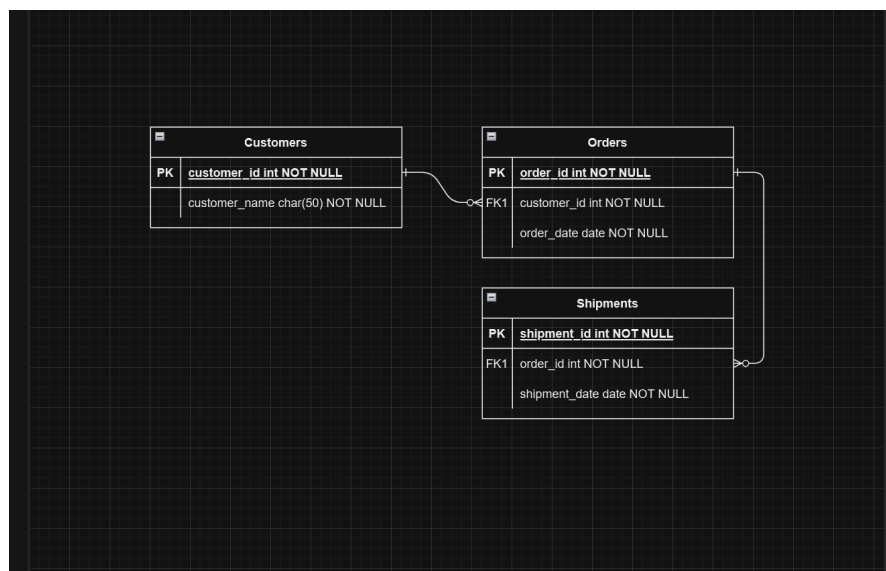 Customers
PK customer_id int NOT NULL
customer_name char(50) NOT NULL
Orders
PK order_id int NOT NULL
FK1 customer_id int NOT NULL
order_date date NOT NULL
Shipments
PK shipment_id int NOT NULL
FK1 order_id int NOT NULL
shipment_date date NOT NULL